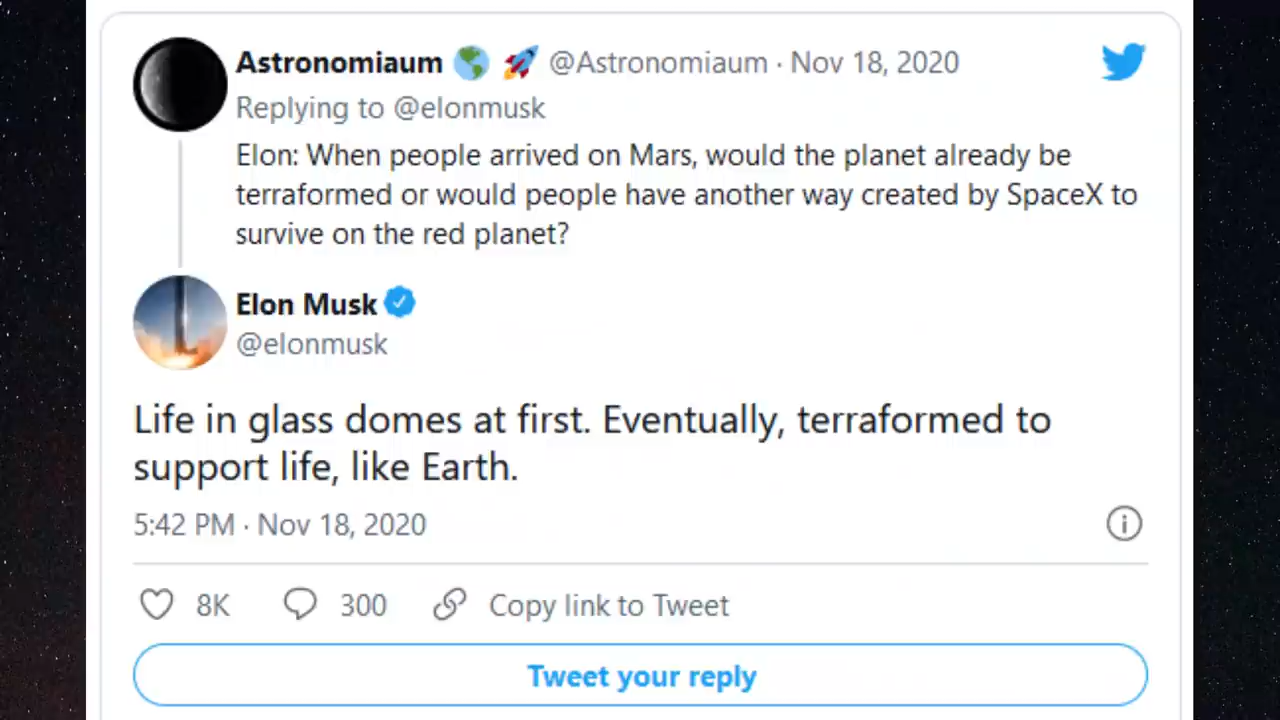 Astronomiaum 🌎 🚀 @Astronomiaum · Nov 18, 2020
Replying to @elonmusk
Elon: When people arrived on Mars, would the planet already be
terraformed or would people have another way created by SpaceX to
survive on the red planet?
Elon Musk
@elonmusk
Life in glass domes at first. Eventually, terraformed to
support life, like Earth.
5:42 PM · Nov 18, 2020
8K 300 Copy link to Tweet
Tweet your reply